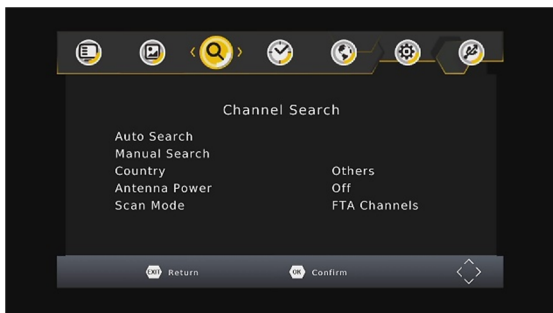 Channel Search
Auto Search
Manual Search
Country Others
Antenna Power Off
Scan Mode FTA Channels
EXIT Return OK Confirm